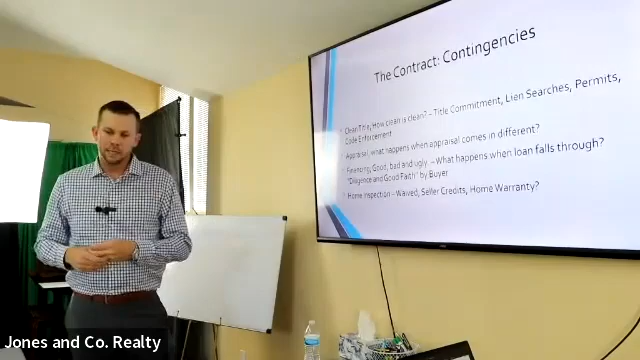 The Contract: Contingencies
Clean Title, How clean is clean? – Title Commitment, Lien Searches, Permits,
Code Enforcement
Appraisal, what happens when appraisal comes in different?
Financing, Good, bad and ugly. – What happens when loan falls through?
"Diligence and Good Faith" by Buyer
Home Inspection – Waived, Seller Credits, Home Warranty?
Jones and Co. Realty